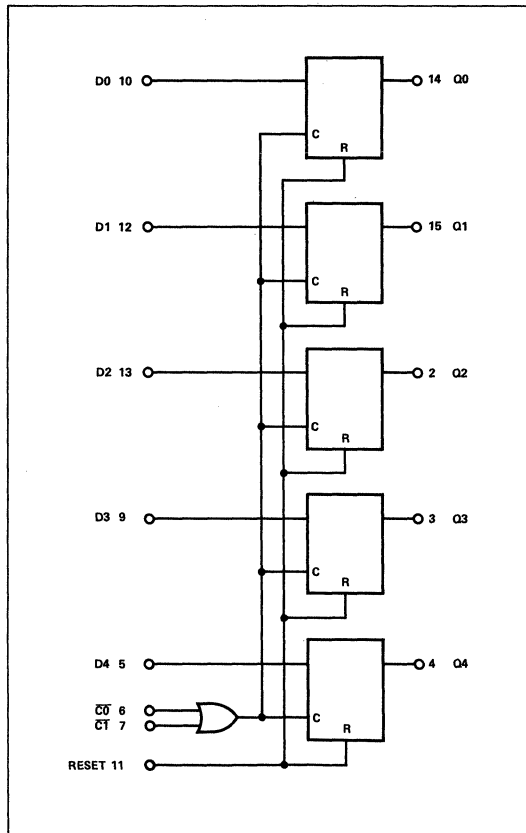 D0 10
14 Q0
C
R
D1 12
15 Q1
C
R
D2 13
2 Q2
C
R
D3 9
3 Q3
C
R
D4 5
4 Q4
C0 6
C1 7
C
R
RESET 11